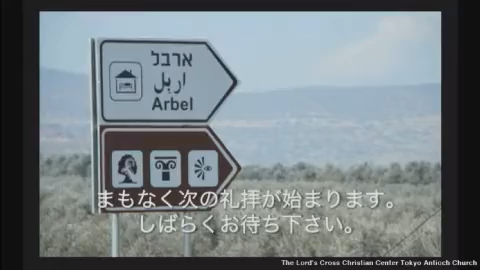 ארבל
اربل
Arbel
まもなく次の礼拝が始まります。
しばらくお待ち下さい。
The Lord's Cross Christian Center Tokyo Antioch Church